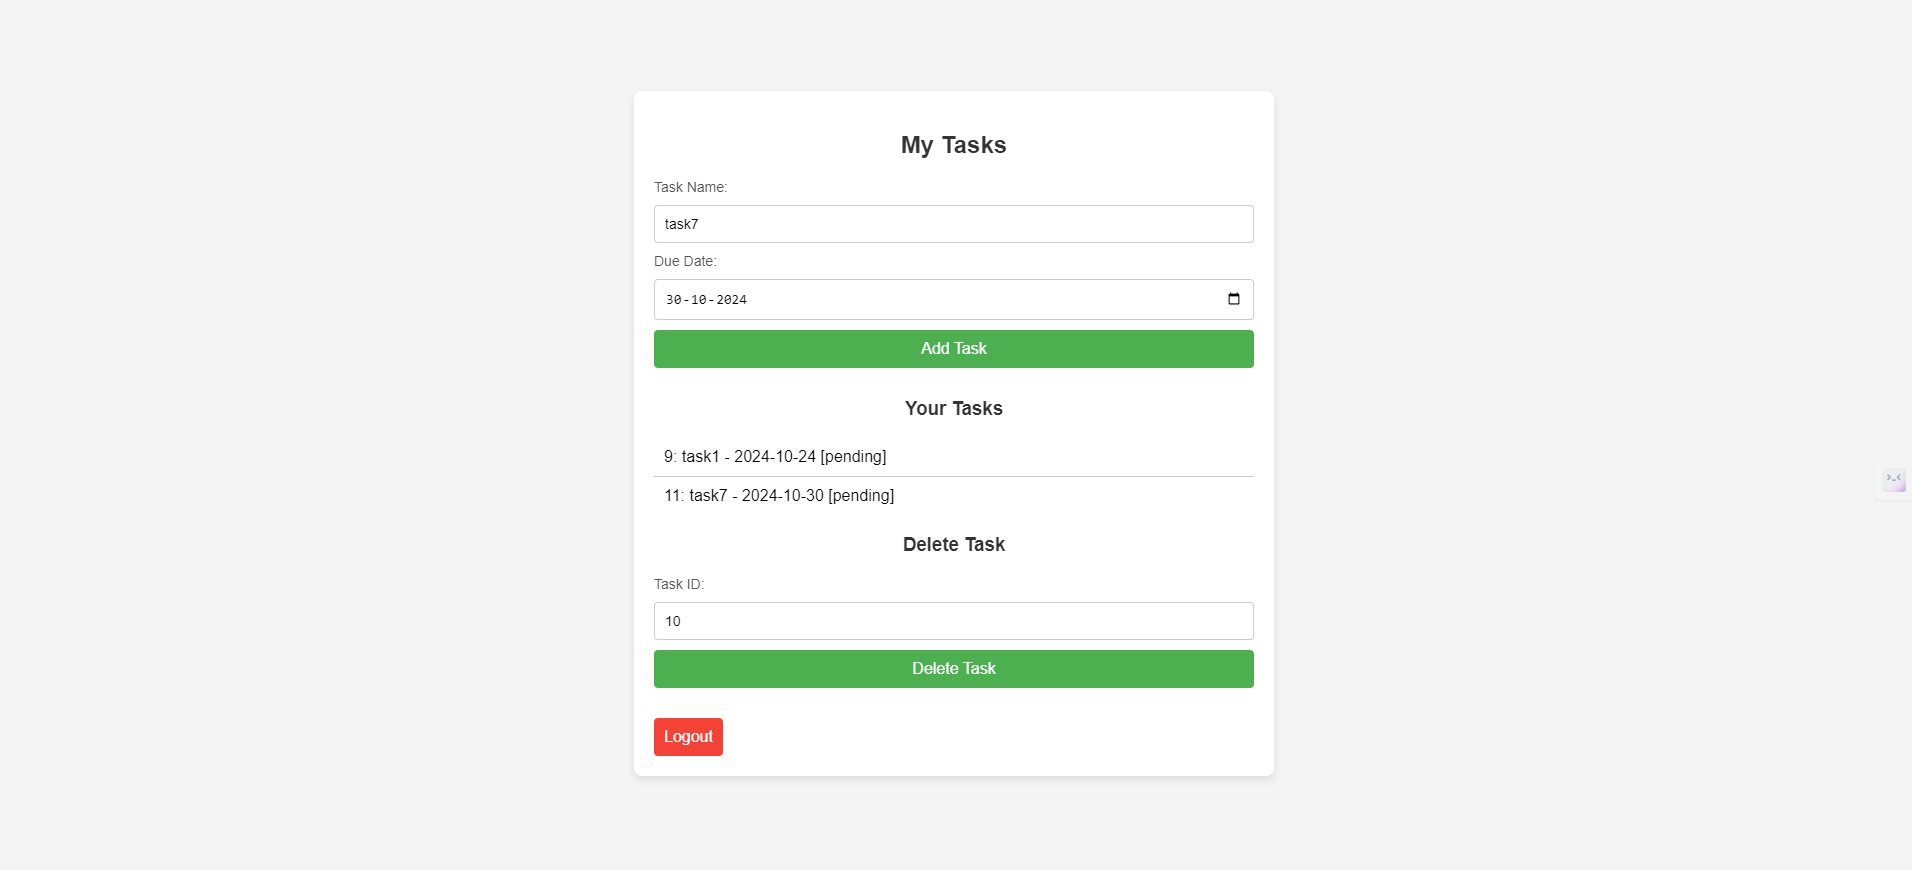 My Tasks
Task Name:
task7
Due Date:
30-10-2024
Add Task
Your Tasks
9: task1 - 2024-10-24 [pending]
11: task7 - 2024-10-30 [pending]
Delete Task
Task ID:
10
Delete Task
Logout